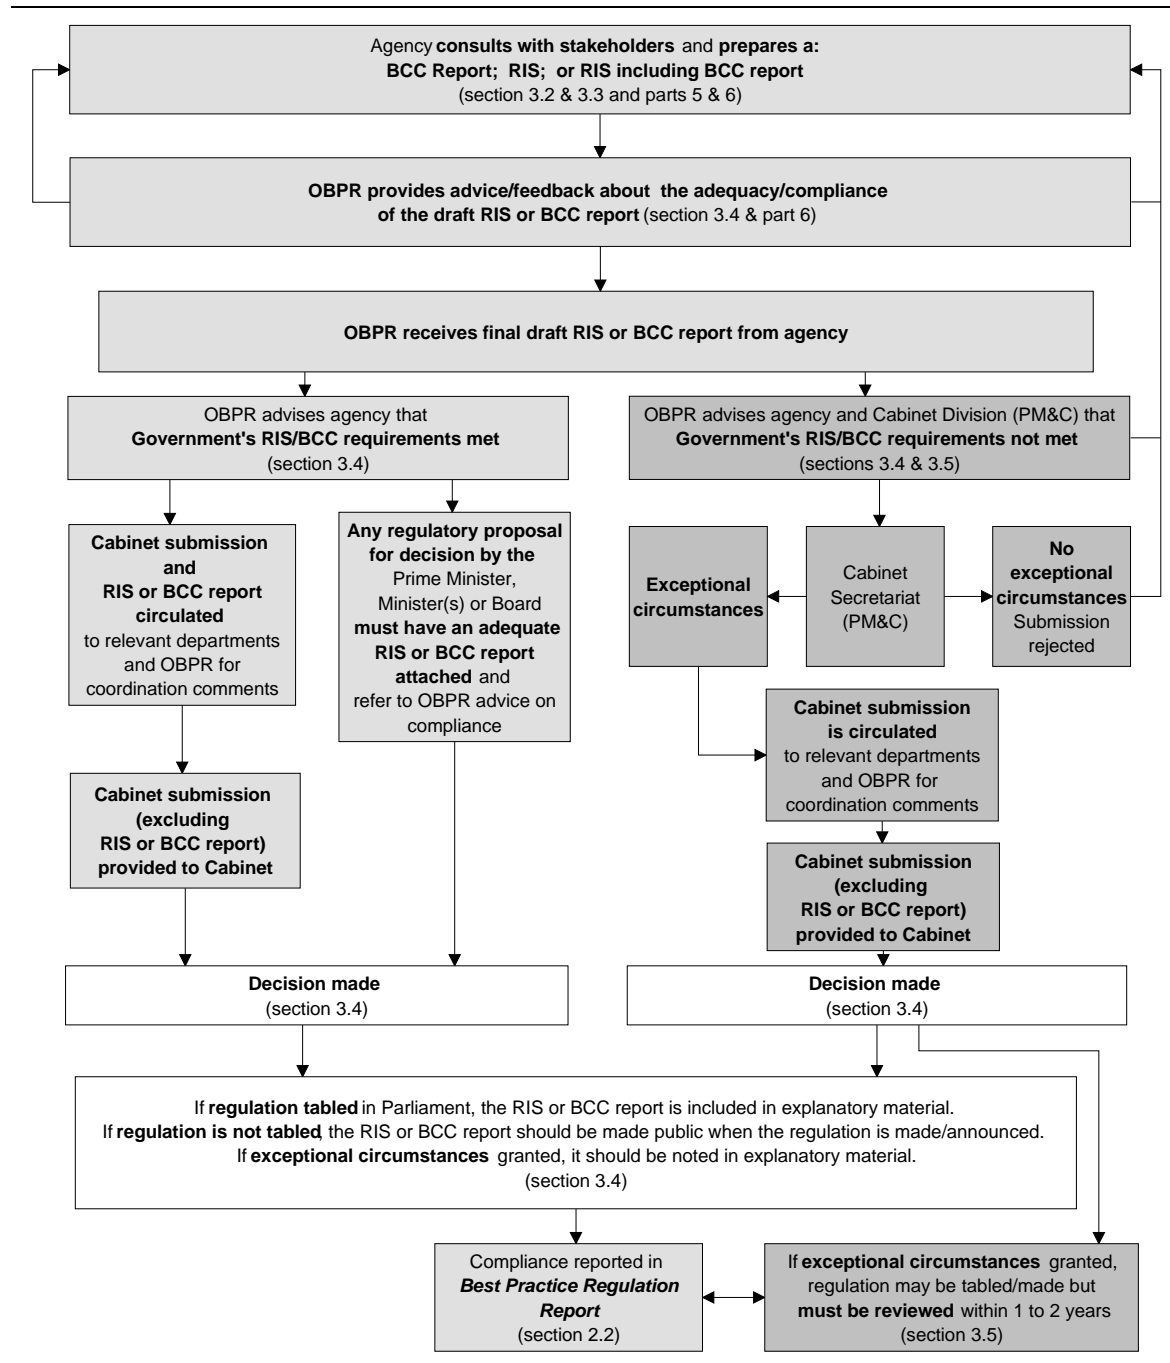 Agency consults with stakeholders and prepares a:
BCC Report; RIS; or RIS including BCC report
(section 3.2 & 3.3 and parts 5 & 6)
OBPR provides advice/feedback about the adequacy/compliance
of the draft RIS or BCC report (section 3.4 & part 6)
OBPR receives final draft RIS or BCC report from agency
OBPR advises agency that
Government's RIS/BCC requirements met
(section 3.4)
OBPR advises agency and Cabinet Division (PM&C) that
Government's RIS/BCC requirements not met
(sections 3.4 & 3.5)
Cabinet submission
and
RIS or BCC report
circulated
to relevant departments
and OBPR for
coordination comments
Any regulatory proposal
for decision by the
Prime Minister,
Minister(s) or Board
must have an adequate
RIS or BCC report
attached and
refer to OBPR advice on
compliance
Exceptional
circumstances
Cabinet
Secretariat
(PM&C)
No
exceptional
circumstances
Submission
rejected
Cabinet submission
is circulated
to relevant departments
and OBPR for
coordination comments
Cabinet submission
(excluding
RIS or BCC report)
provided to Cabinet
Cabinet submission
(excluding
RIS or BCC report)
provided to Cabinet
Decision made
(section 3.4)
Decision made
(section 3.4)
If regulation tabled in Parliament, the RIS or BCC report is included in explanatory material.
If regulation is not tabled, the RIS or BCC report should be made public when the regulation is made/announced.
If exceptional circumstances granted, it should be noted in explanatory material.
(section 3.4)
Compliance reported in
Best Practice Regulation
Report
(section 2.2)
If exceptional circumstances granted,
regulation may be tabled/made but
must be reviewed within 1 to 2 years
(section 3.5)